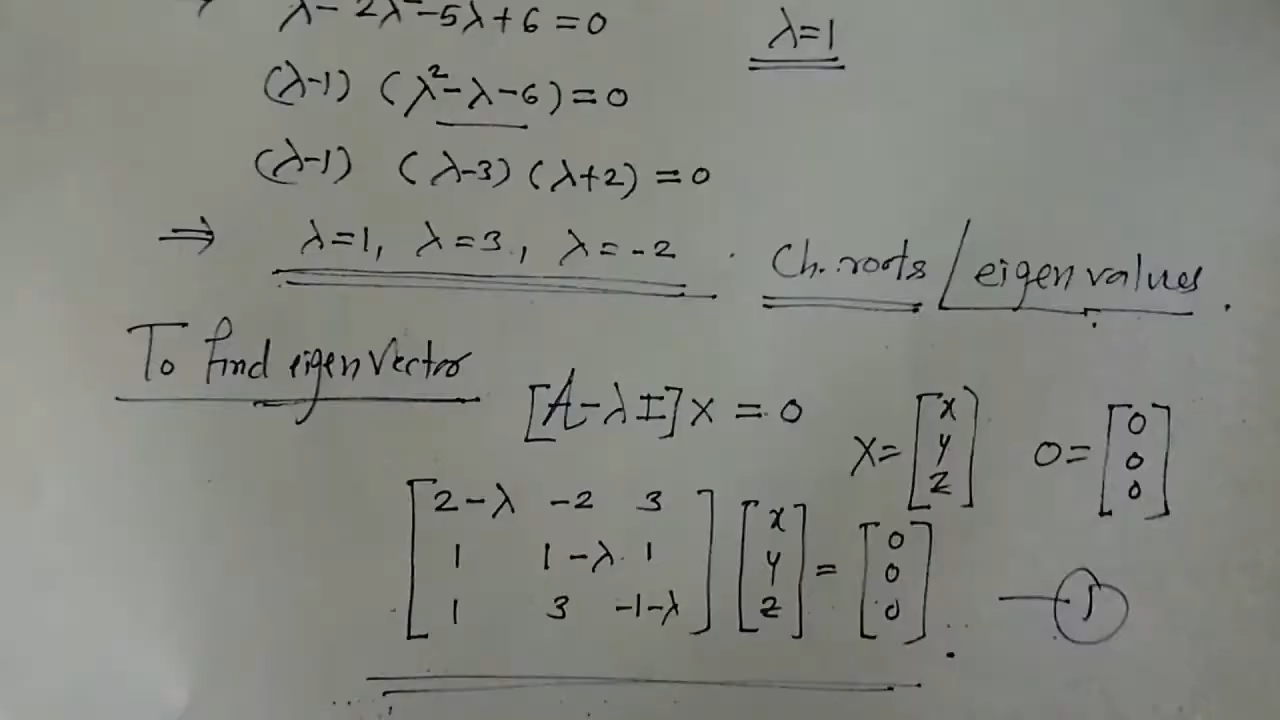 λ - 2λ² - 5λ + 6 = 0
λ=1
(λ-1) (λ²-λ-6) = 0
(λ-1) (λ-3) (λ+2) = 0
⇒ λ=1, λ=3, λ=-2. Ch. roots / eigen values.
To find eigen Vector
[A-λI]X = 0 X= [x y z] 0= [0 0 0]
[2-λ -2 3 [x [0
1 1-λ 1 y = 0 — 1
1 3 -1-λ] z] 0].